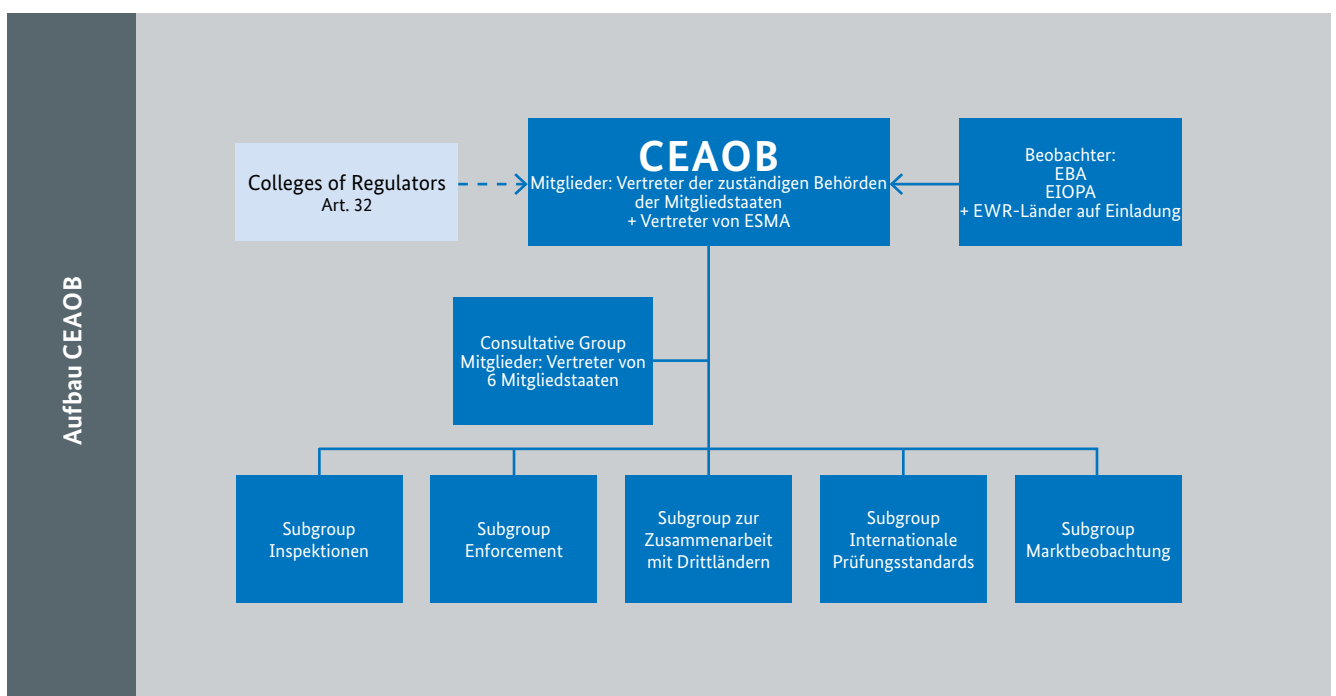 Aufbau CEAOB
Colleges of Regulators
Art. 32
CEAOB
Mitglieder: Vertreter der zuständigen Behörden
der Mitgliedstaaten
+ Vertreter von ESMA
Beobachter:
EBA
EIOPA
+ EWR-Länder auf Einladung
Consultative Group
Mitglieder: Vertreter von
6 Mitgliedstaaten
Subgroup
Inspektionen
Subgroup
Enforcement
Subgroup zur
Zusammenarbeit
mit Drittländern
Subgroup
Internationale
Prüfungsstandards
Subgroup
Marktbeobachtung